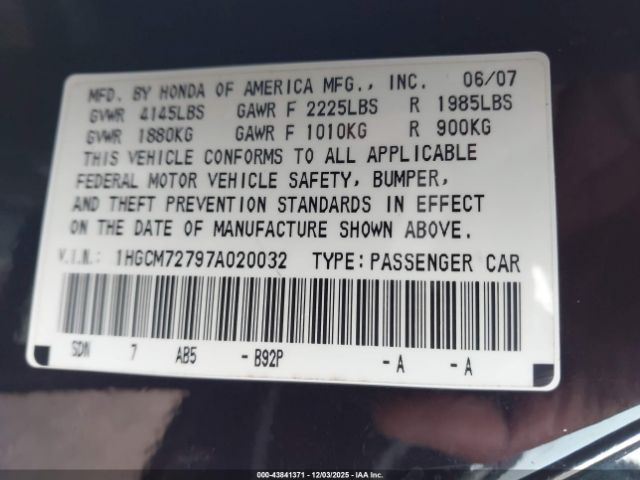 MFD. BY HONDA OF AMERICA MFG., INC. 06/07
GVWR 4145LBS GAWR F 2225LBS R 1985LBS
GVWR 1880KG GAWR F 1010KG R 900KG
THIS VEHICLE CONFORMS TO ALL APPLICABLE
FEDERAL MOTOR VEHICLE SAFETY, BUMPER,
AND THEFT PREVENTION STANDARDS IN EFFECT
ON THE DATE OF MANUFACTURE SHOWN ABOVE.
V.I.N.: 1HGCM72797A020032 TYPE:PASSENGER CAR
SDN 7 AB5 -B92P -A -A
000-43841371 - 12/03/2025 - IAA Inc.